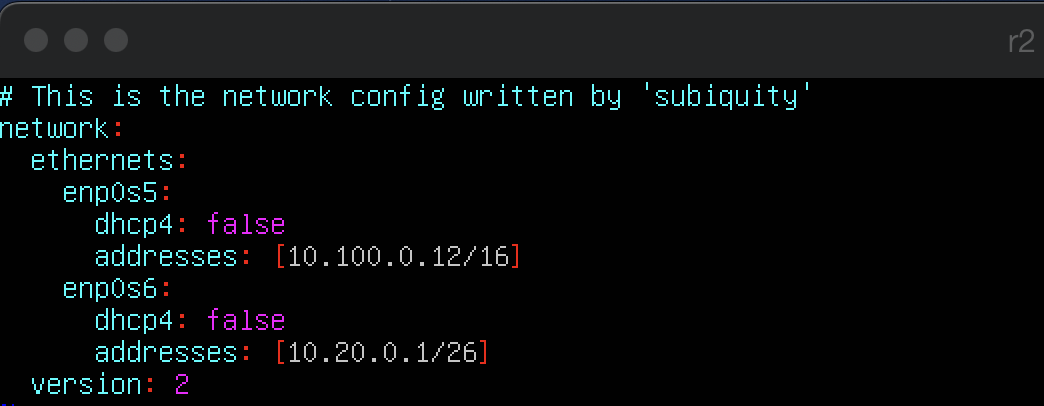 r2
# This is the network config written by 'subiquity'
network:
  ethernets:
    enp0s5:
      dhcp4: false
      addresses: [10.100.0.12/16]
    enp0s6:
      dhcp4: false
      addresses: [10.20.0.1/26]
  version: 2